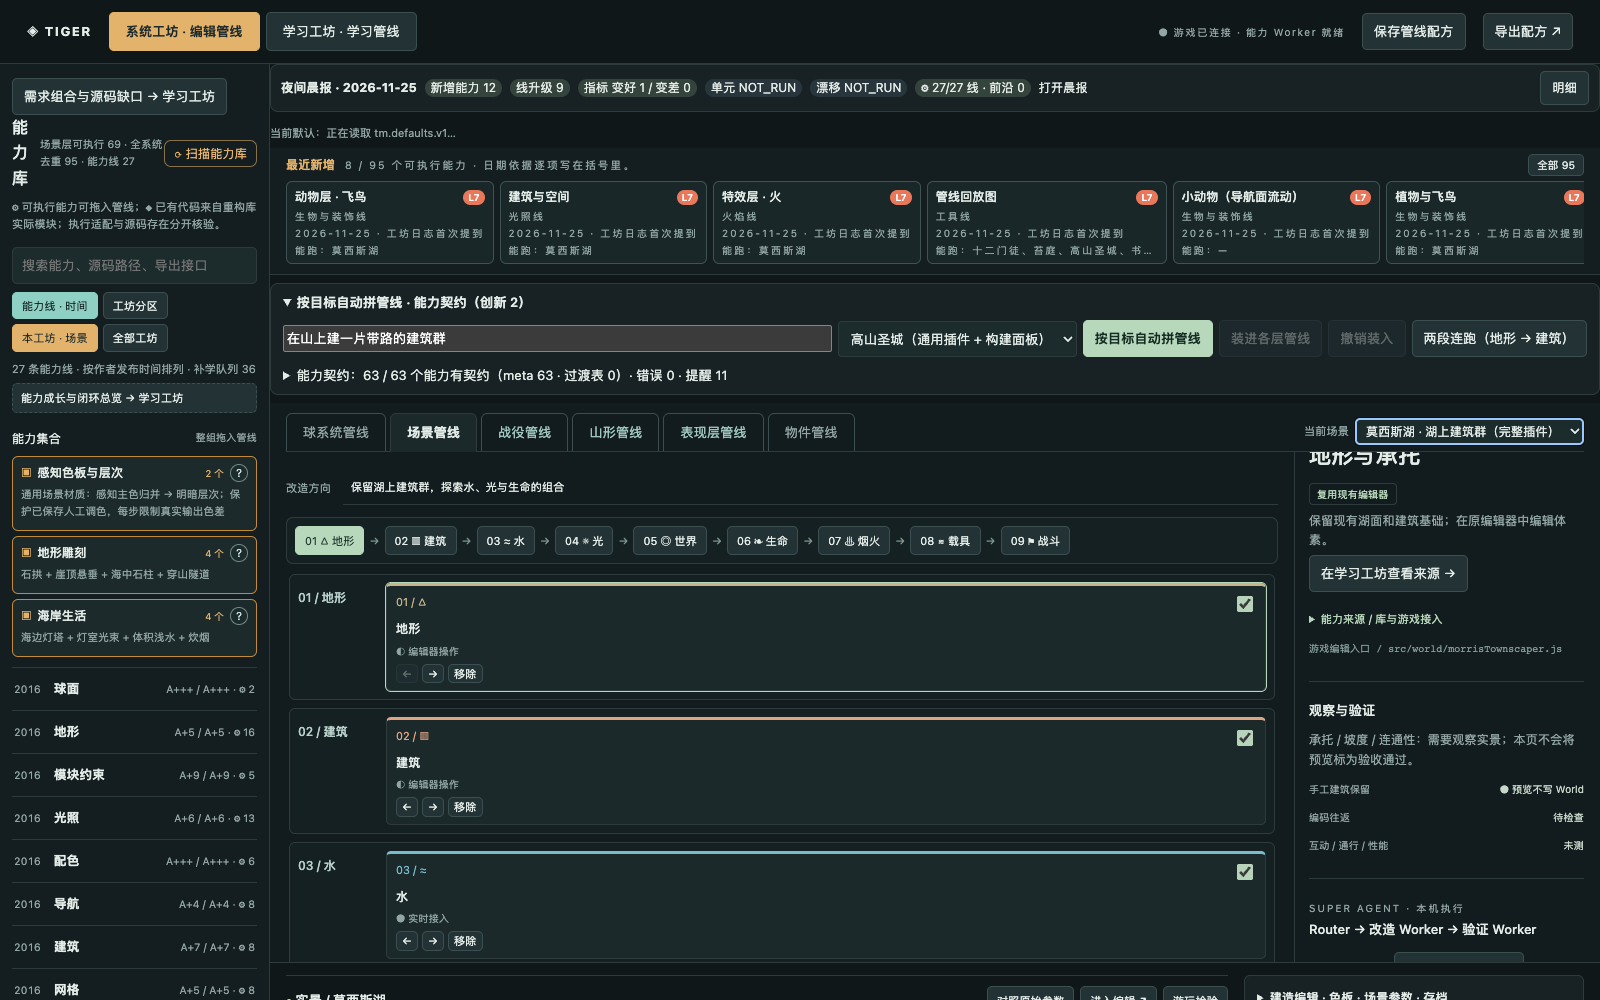 ◈ TIGER
系统工坊 · 编辑管线
学习工坊 · 学习管线
游戏已连接 · 能力 Worker 就绪
保存管线配方
导出配方 ↗
需求组合与源码缺口 → 学习工坊
能力库
场景层可执行 69 · 全系统去重 95 · 能力线 27
⟳ 扫描能力库
⚙ 可执行能力可拖入管线；◆ 已有代码来自重构库
实际模块；执行适配与源码存在分开核验。
搜索能力、源码路径、导出接口
能力线 · 时间
工坊分区
本工坊 · 场景
全部工坊
27 条能力线 · 按作者发布时间排列 · 补学队列 36
能力成长与闭环总览 → 学习工坊
能力集合
整组拖入管线
▣ 感知色板与层次 2 个 ?
通用场景材质：感知主色归并 → 明暗层次；保
护已保存人工调色，每步限制真实输出色差
▣ 地形雕刻 4 个 ?
石拱 + 崖顶悬垂 + 海中石柱 + 穿山隧道
▣ 海岸生活 4 个 ?
海边灯塔 + 灯室光束 + 体积浅水 + 炊烟
2016 球面 A+++ / A+++ · ⚙ 2
2016 地形 A+5 / A+5 · ⚙ 16
2016 模块约束 A+9 / A+9 · ⚙ 5
2016 光照 A+6 / A+6 · ⚙ 13
2016 配色 A+++ / A+++ · ⚙ 6
2016 导航 A+4 / A+4 · ⚙ 8
2016 建筑 A+7 / A+7 · ⚙ 8
2016 网格 A+5 / A+5 · ⚙ 8
夜间晨报 · 2026-11-25 新增能力 12 线升级 9 指标 变好 1 / 变差 0 单元 NOT_RUN 漂移 NOT_RUN ⚙ 27/27 线 · 前沿 0 打开晨报
明细
当前默认：正在读取 tm.defaults.v1…
最近新增 8 / 95 个可执行能力 · 日期依据逐项写在括号里。
全部 95
动物层 · 飞鸟 L7
生物与装饰线
2026-11-25 · 工坊日志首次提到
能跑：莫西斯湖
建筑与空间 L7
光照线
2026-11-25 · 工坊日志首次提到
能跑：莫西斯湖
特效层 · 火 L7
火焰线
2026-11-25 · 工坊日志首次提到
能跑：莫西斯湖
管线回放图 L7
工具线
2026-11-25 · 工坊日志首次提到
能跑：十二门徒、苔庭、高山圣城、书…
小动物（导航面流动） L7
生物与装饰线
2026-11-25 · 工坊日志首次提到
能跑：—
植物与飞鸟 L7
生物与装饰线
2026-11-25 · 工坊日志首次提到
能跑：莫西斯湖
▼ 按目标自动拼管线 · 能力契约（创新 2）
在山上建一片带路的建筑群
高山圣城（通用插件 + 构建面板）
按目标自动拼管线
装进各层管线
撤销装入
两段连跑（地形 → 建筑）
▶ 能力契约：63 / 63 个能力有契约（meta 63 · 过渡表 0）· 错误 0 · 提醒 11
球系统管线
场景管线
战役管线
山形管线
表现层管线
物件管线
当前场景
莫西斯湖 · 湖上建筑群（完整插件）
改造方向
保留湖上建筑群，探索水、光与生命的组合
01 △ 地形 → 02 ▥ 建筑 → 03 ≈ 水 → 04 ☀ 光 → 05 ◎ 世界 → 06 ❧ 生命 → 07 ♨ 烟火 → 08 ≋ 载具 → 09 ⚑ 战斗
01 / 地形
01 / △
地形
◐ 编辑器操作
← → 移除
02 / 建筑
02 / ▥
建筑
◐ 编辑器操作
← → 移除
03 / 水
03 / ≈
水
● 实时接入
← → 移除
地形与承托
复用现有编辑器
保留现有湖面和建筑基础；在原编辑器中编辑体
素。
在学习工坊查看来源 →
▶ 能力来源 / 库与游戏接入
游戏编辑入口 / src/world/morrisTownscaper.js
观察与验证
承托 / 坡度 / 连通性：需要观察实景；本页不会将
预览标为验收通过。
手工建筑保留 ● 预览不写 World
编码往返 待检查
互动 / 通行 / 性能 未测
SUPER AGENT · 本机执行
Router → 改造 Worker → 验证 Worker